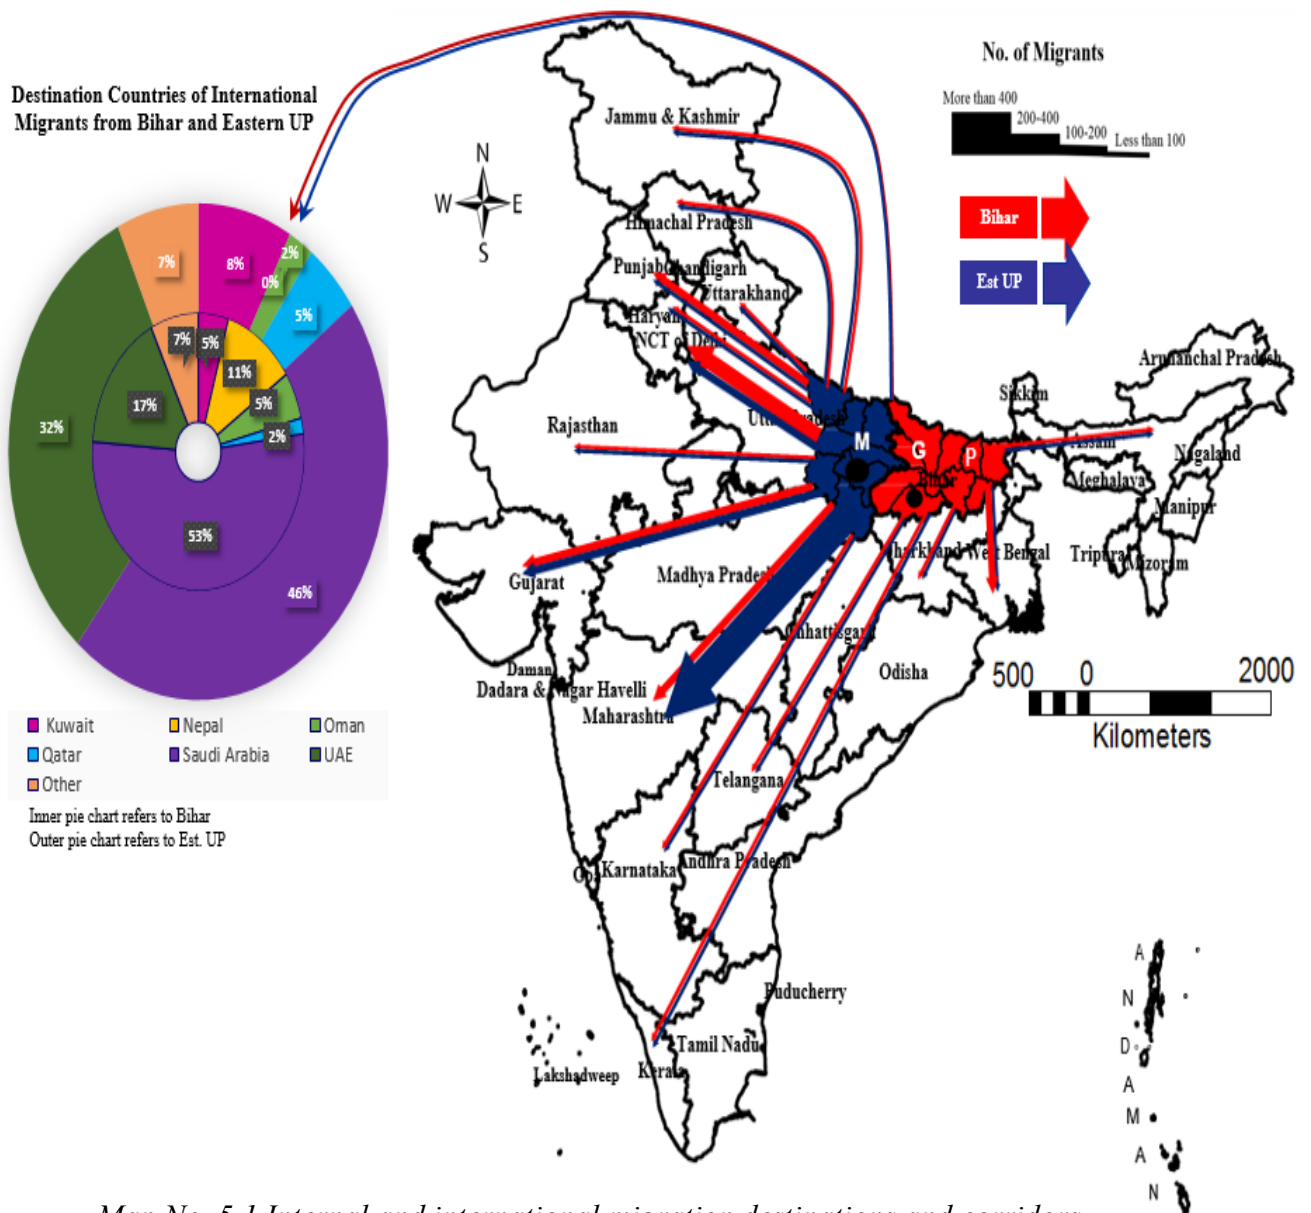 No. of Migrants
More than 400
200-400
100-200
Less than 100
Bihar
Est UP
Destination Countries of International
Migrants from Bihar and Eastern UP
N
W
E
S
7%
8%
2%
0%
5%
46%
32%
7%
5%
11%
5%
2%
53%
17%
Kuwait
Nepal
Oman
Qatar
Saudi Arabia
UAE
Other
Inner pie chart refers to Bihar
Outer pie chart refers to Est. UP
Jammu & Kashmir
Himachal Pradesh
Punjab
Chandigarh
Uttarakhand
Haryana
NCT of Delhi
Rajasthan
Uttar Pradesh
M
G
P
Bihar
Sikkim
Arunanchal Pradesh
Assam
Nagaland
Meghalaya
Manipur
Tripura
Mizoram
Jharkhand
West Bengal
Gujarat
Madhya Pradesh
Chhattisgarh
Odisha
Daman
Dadara & Nagar Havelli
Maharashtra
Telangana
Goa
Karnataka
Andhra Pradesh
Puducherry
Tamil Nadu
Kerala
Lakshadweep
500
0
2000
Kilometers
A
N
D
A
M
A
N
Map No. 5.1 Internal and international migration destinations and corridors